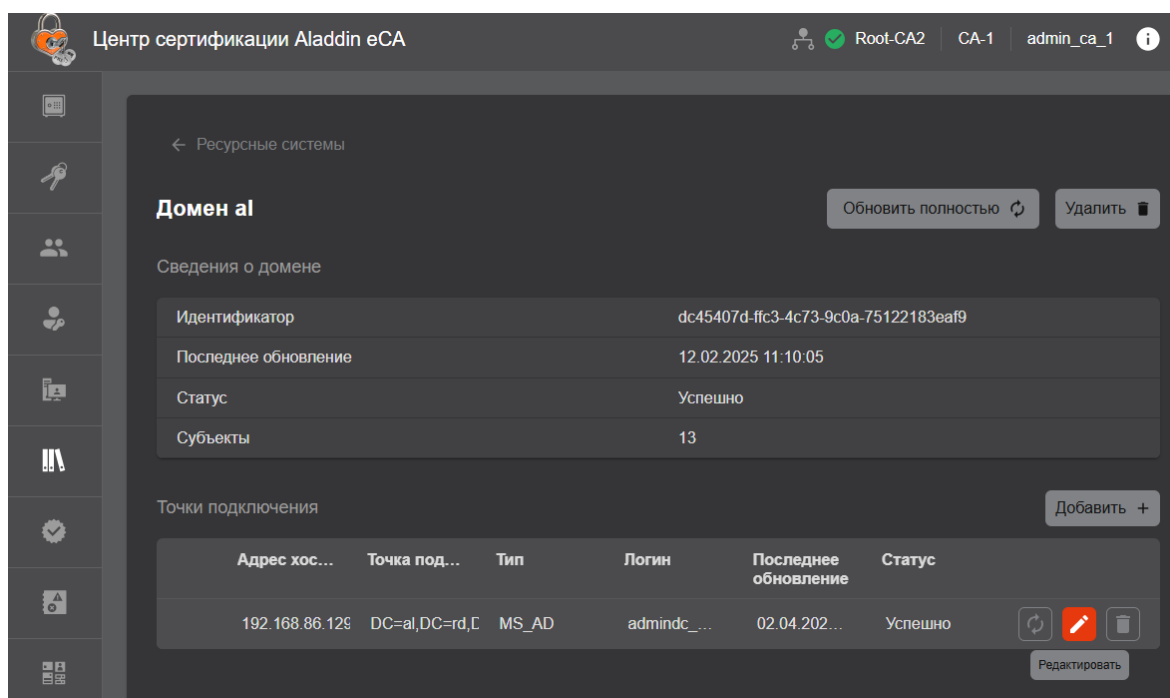 Центр сертификации Aladdin eCA
Root-CA2 CA-1 admin_ca_1
Ресурсные системы
Домен al
Обновить полностью Удалить
Сведения о домене
Идентификатор dc45407d-ffc3-4c73-9c0a-75122183eaf9
Последнее обновление 12.02.2025 11:10:05
Статус Успешно
Субъекты 13
Точки подключения Добавить +
Адрес хос... Точка под... Тип Логин Последнее обновление Статус
192.168.86.129 DC=al,DC=rd,D MS_AD admindc_... 02.04.202... Успешно
Редактировать